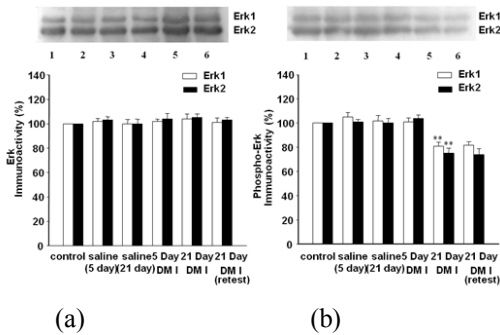 Erk1
Erk2
1 2 3 4 5 6
(a)
Erk1
Erk2
Erk
Immunoactivity (%)
140
120
100
80
60
40
20
0
control saline saline 5 Day 21 Day 21 Day
(5 day) (21 day) DM I DM I DM I
(retest)
(a)
Erk1
Erk2
1 2 3 4 5 6
(b)
Erk1
Erk2
Phospho-Erk
Immunoactivity (%)
140
120
100
80
60
40
20
0
** **
control saline saline 5 Day 21 Day 21 Day
(5 day) (21 day) DM I DM I DM I
(retest)
(b)